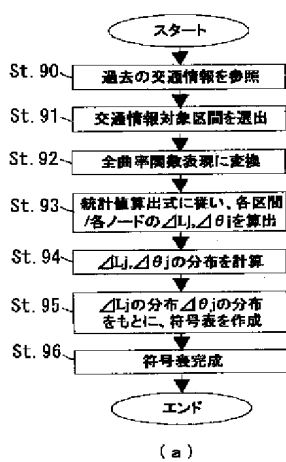 スタート
St. 90
過去の交通情報を参照
St. 91
交通情報対象区間を選出
St. 92
全曲率関数表現に変換
St. 93
統計値算出式に従い、各区間
/各ノードの⊿Lj,⊿θjを算出
St. 94
⊿Lj,⊿θjの分布を計算
St. 95
⊿Ljの分布⊿θjの分布
をもとに、符号表を作成
St. 96
符号表完成
エンド
(a)